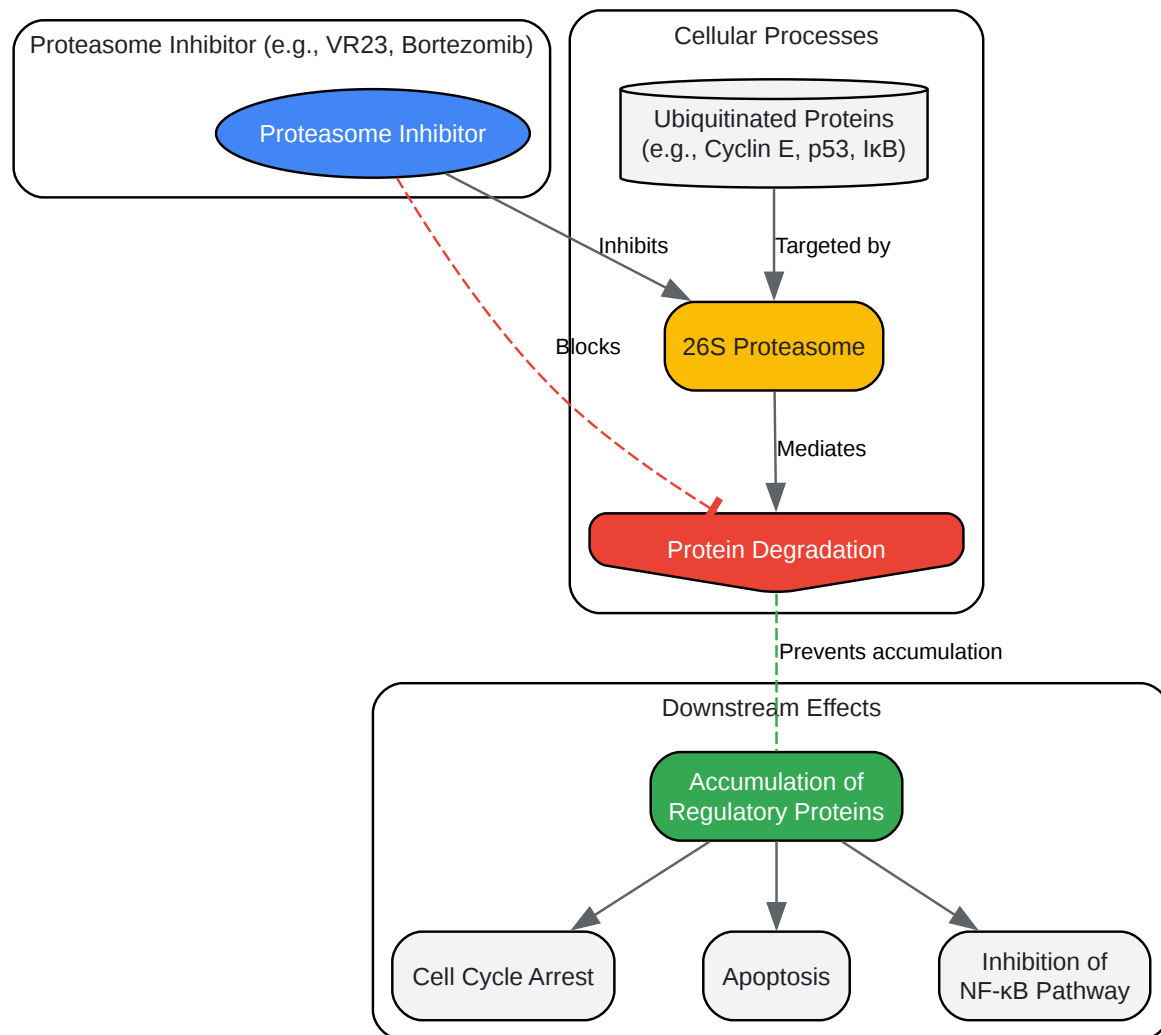 Proteasome Inhibitor (e.g., VR23, Bortezomib)
Proteasome Inhibitor
Cellular Processes
Ubiquitinated Proteins
(e.g., Cyclin E, p53, IκB)
Inhibits
Targeted by
26S Proteasome
Blocks
Mediates
Protein Degradation
Prevents accumulation
Downstream Effects
Accumulation of
Regulatory Proteins
Cell Cycle Arrest
Apoptosis
Inhibition of
NF-κB Pathway